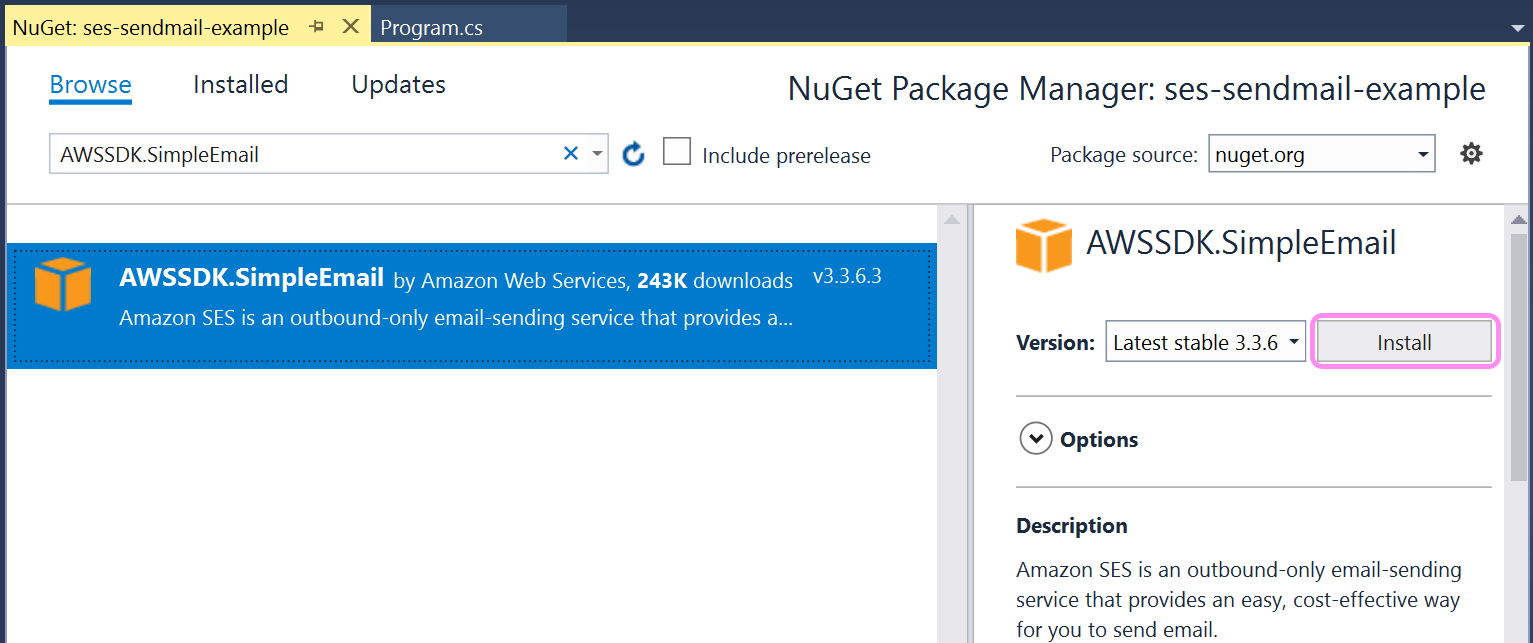 NuGet: ses-sendmail-example
Program.cs
Browse Installed Updates
NuGet Package Manager: ses-sendmail-example
AWSSDK.SimpleEmail
Include prerelease
Package source: nuget.org
AWSSDK.SimpleEmail by Amazon Web Services, 243K downloads v3.3.6.3
Amazon SES is an outbound-only email-sending service that provides a...
AWSSDK.SimpleEmail
Version: Latest stable 3.3.6 Install
Options
Description
Amazon SES is an outbound-only email-sending
service that provides an easy, cost-effective way
for you to send email.